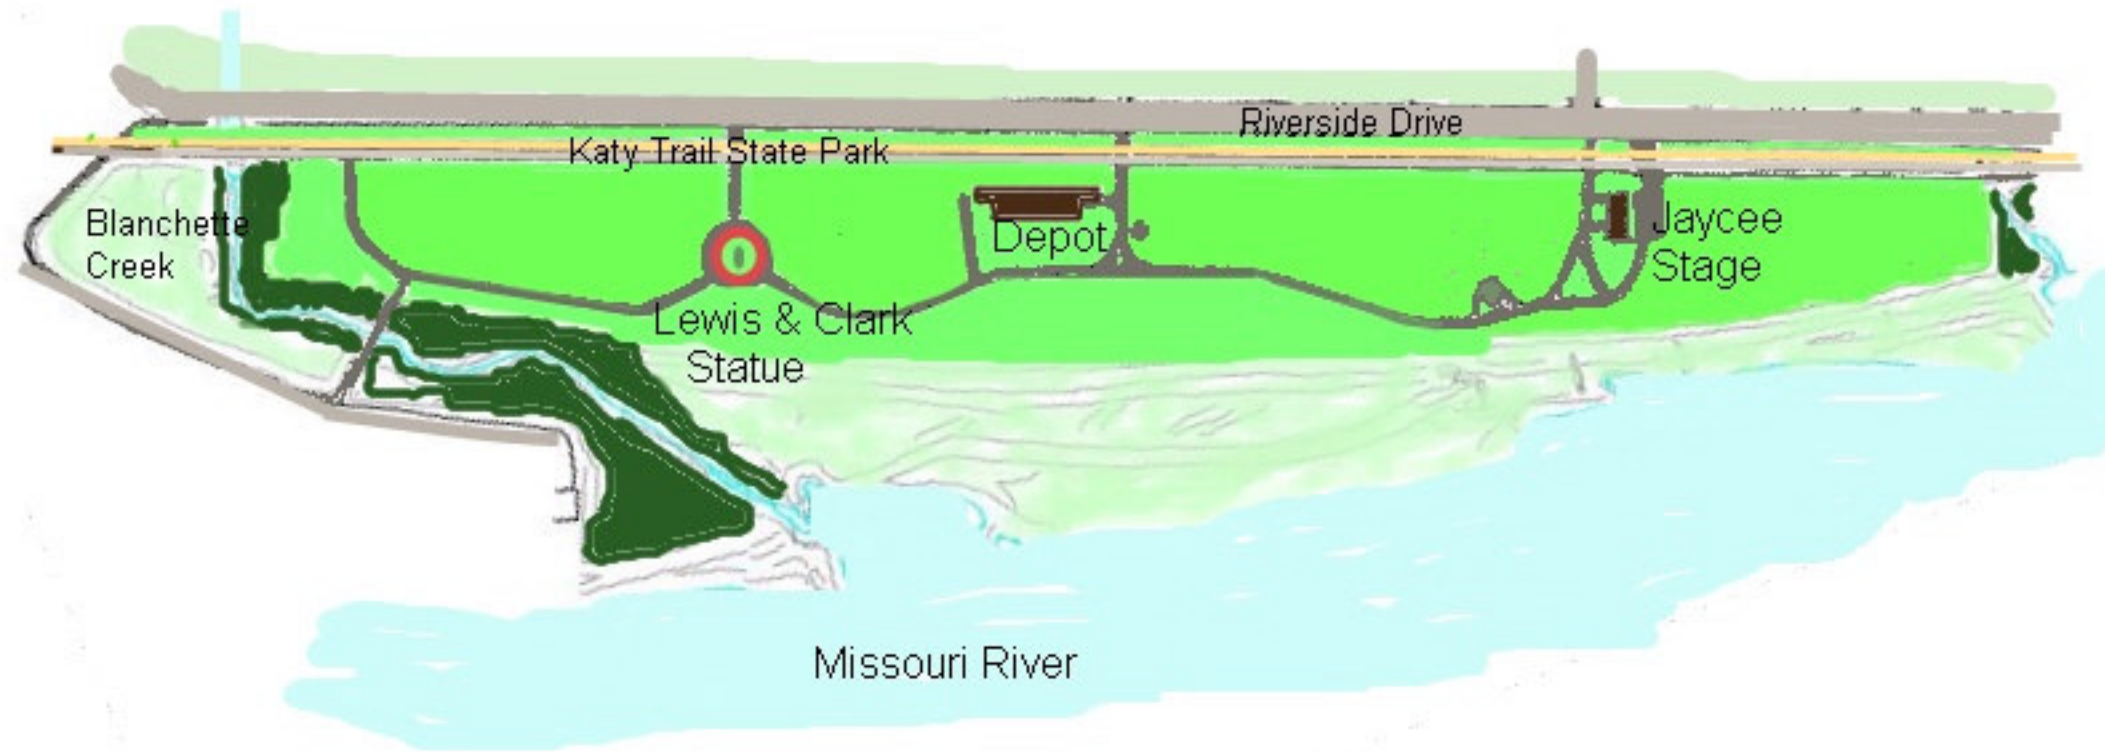 Riverside Drive
Katy Trail State Park
Blanchette
Creek
Depot
Jaycee
Stage
Lewis & Clark
Statue
Missouri River